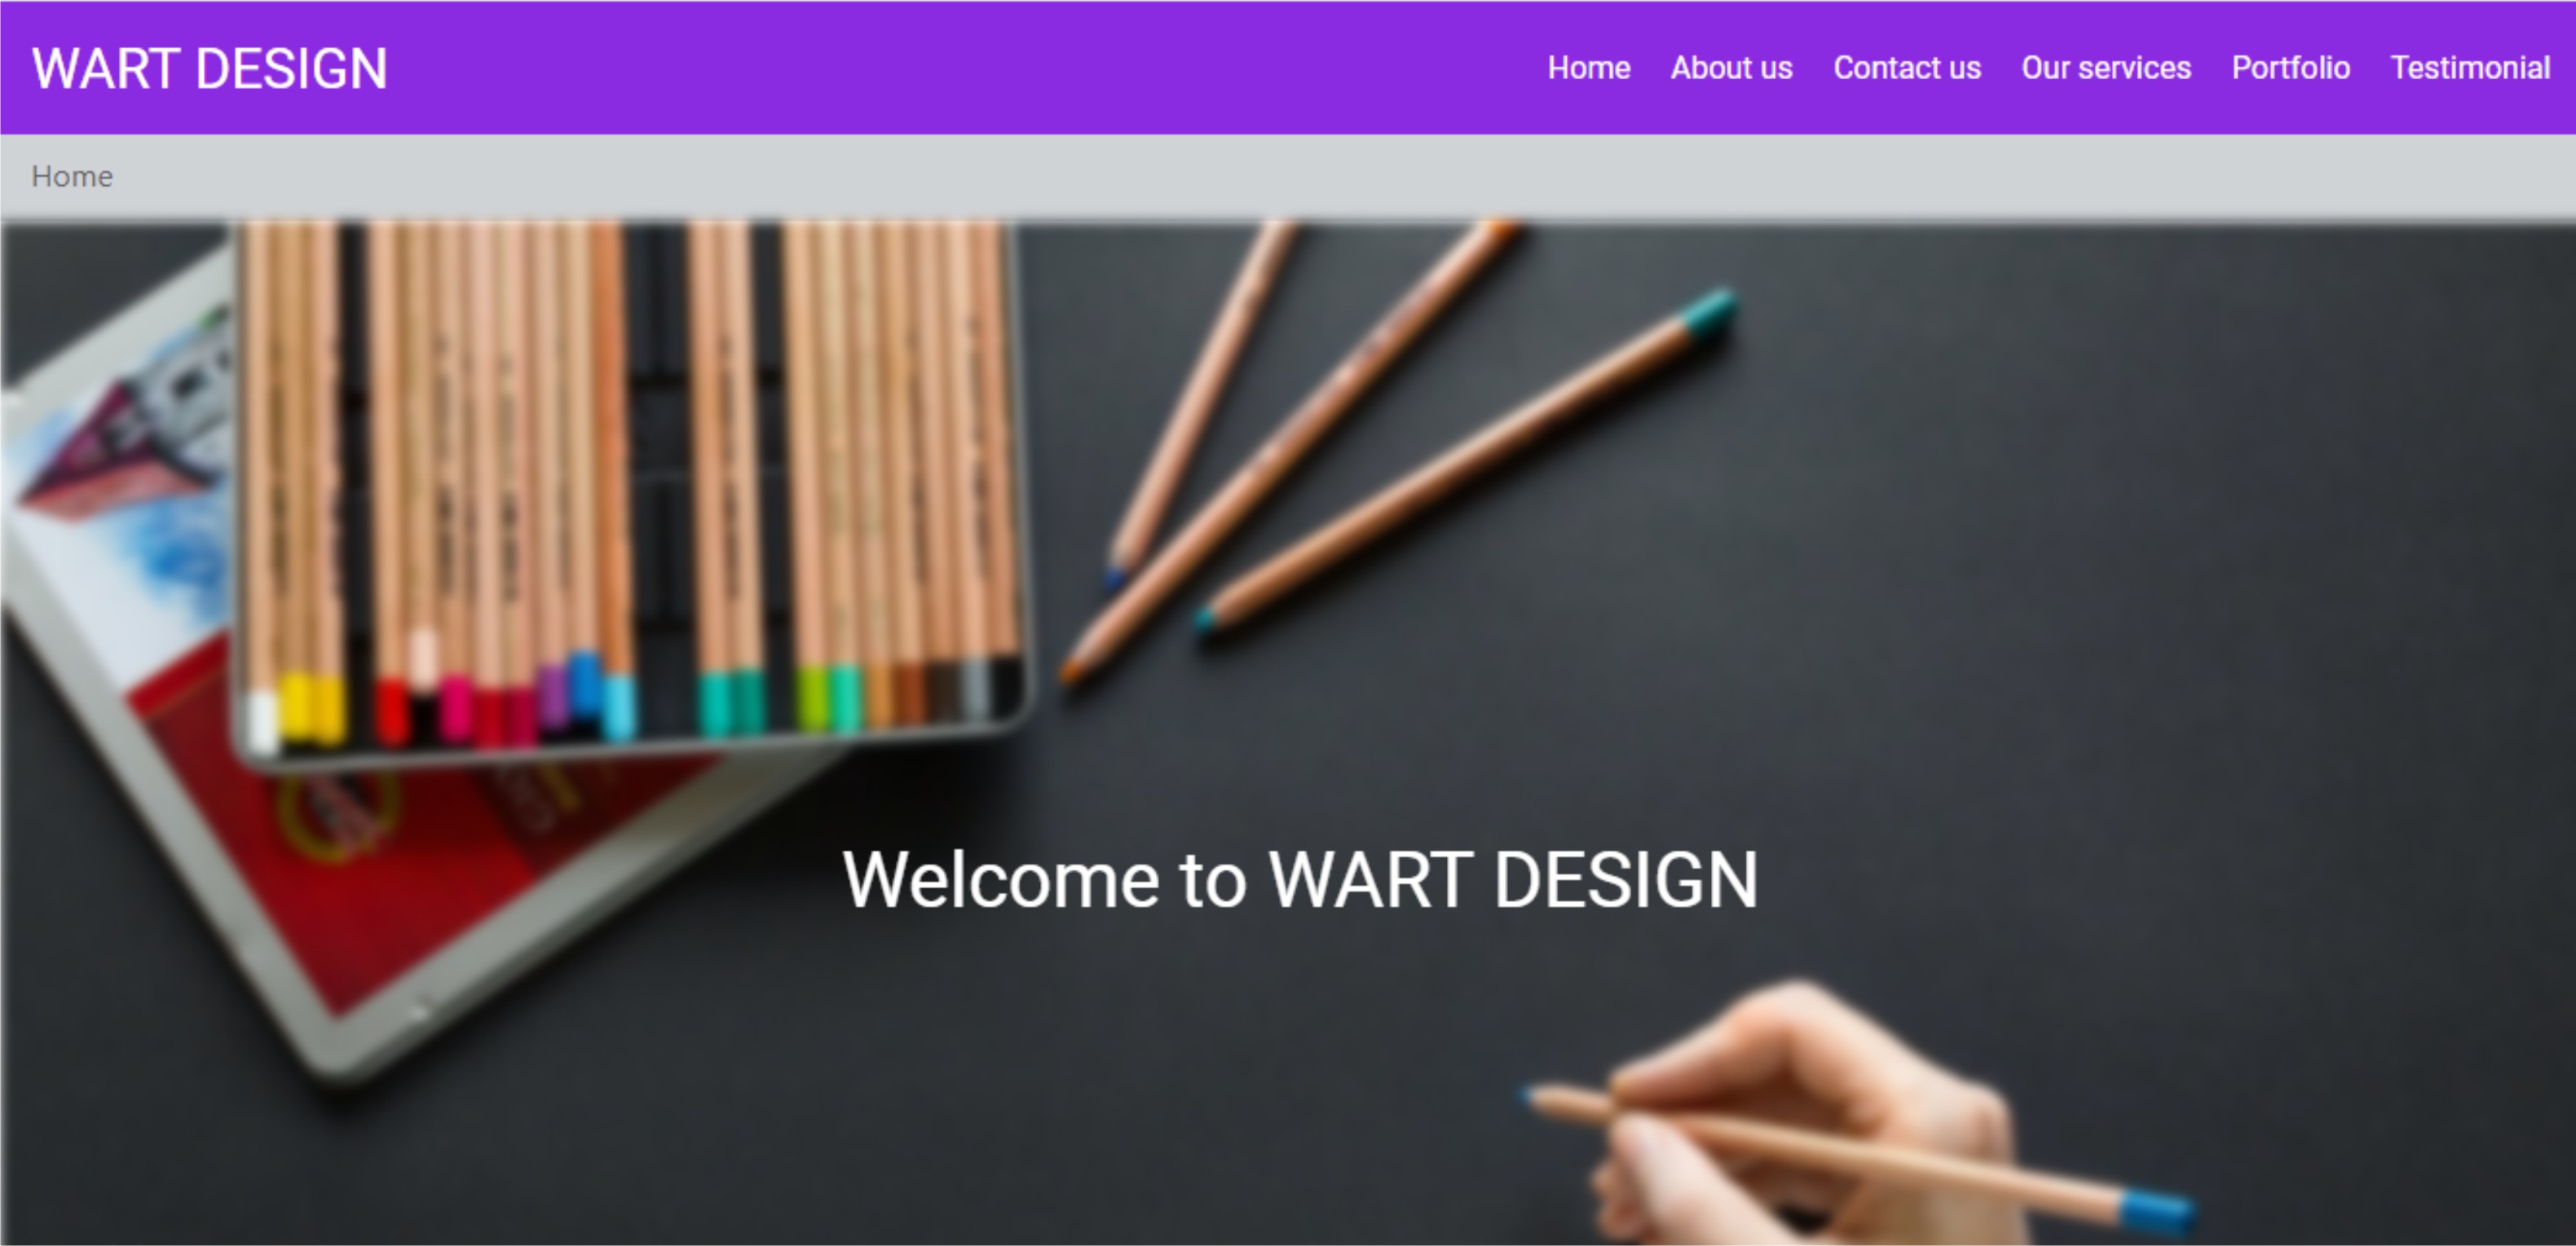 WART DESIGN
Home About us Contact us Our services Portfolio Testimonial
Home
Welcome to WART DESIGN